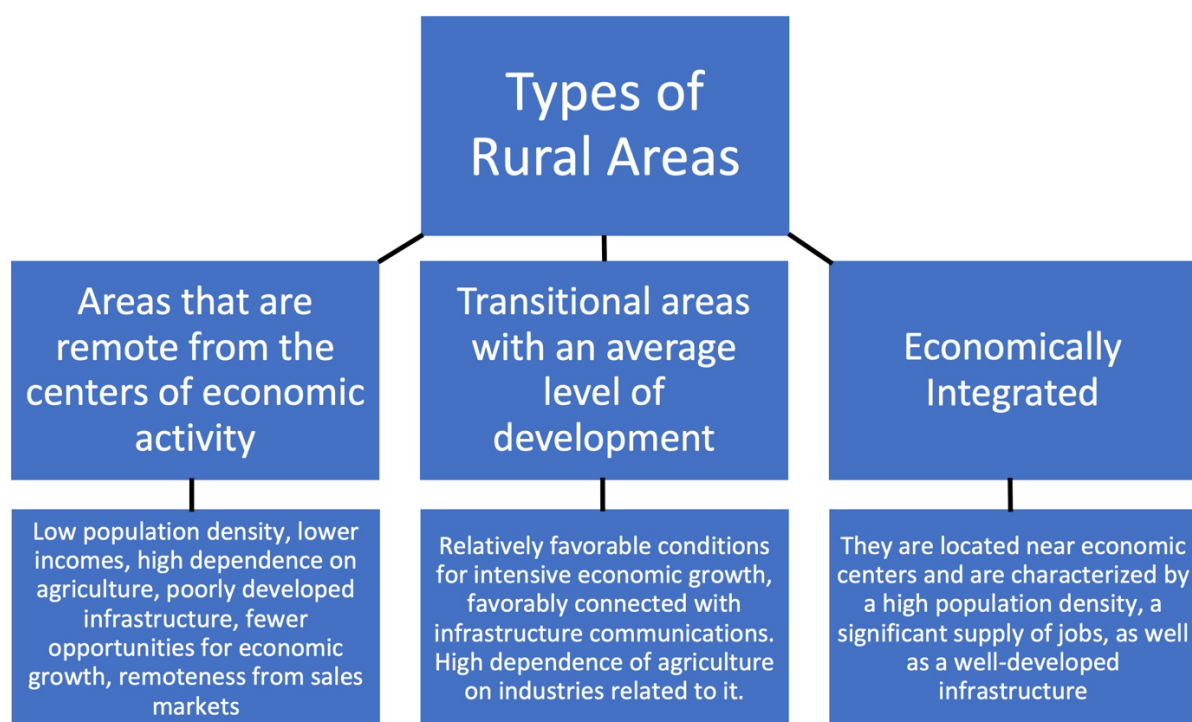 Types of
Rural Areas
Areas that are
remote from the
centers of economic
activity
Transitional areas
with an average
level of
development
Economically
Integrated
Low population density, lower
incomes, high dependence on
agriculture, poorly developed
infrastructure, fewer
opportunities for economic
growth, remoteness from sales
markets
Relatively favorable conditions
for intensive economic growth,
favorably connected with
infrastructure communications.
High dependence of agriculture
on industries related to it.
They are located near economic
centers and are characterized by
a high population density, a
significant supply of jobs, as well
as a well-developed
infrastructure